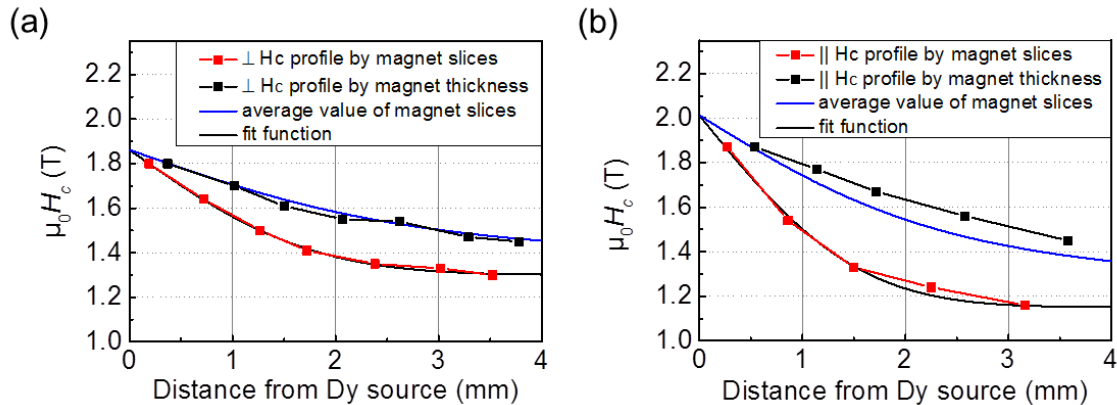 (a)
⊥ Hc profile by magnet slices
⊥ Hc profile by magnet thickness
average value of magnet slices
fit function
2.2
2.0
1.8
1.6
1.4
1.2
1.0
μ₀H_c (T)
0 1 2 3 4
Distance from Dy source (mm)
(b)
|| Hc profile by magnet slices
|| Hc profile by magnet thickness
average value of magnet slices
fit function
2.2
2.0
1.8
1.6
1.4
1.2
1.0
μ₀H_c (T)
0 1 2 3 4
Distance from Dy source (mm)